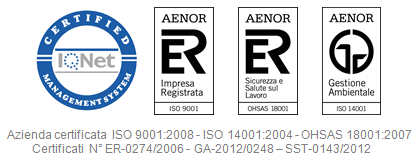 CERTIFIED
IQNet
MANAGEMENT SYSTEM
AENOR
ER
Impresa
Registrata
ISO 9001
AENOR
ER
Sicurezza e
Salute sul
Lavoro
OHSAS 18001
AENOR
Gestione
Ambientale
ISO 14001
Azienda certificata ISO 9001:2008 - ISO 14001:2004 - OHSAS 18001:2007
Certificati N° ER-0274/2006 - GA-2012/0248 – SST-0143/2012